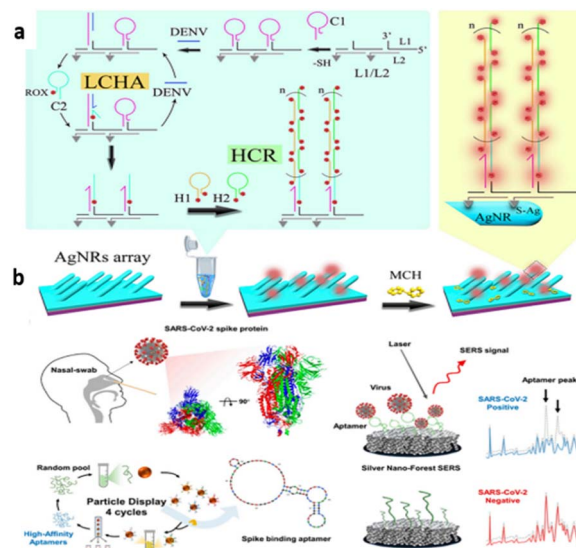 a
C1
DENV
3'
L1
5'
L2
-SH
L1/L2
LCHA
ROX
C2
DENV
n
n
HCR
H1
H2
n
n
AgNR
S-Ag
b
AgNRs array
MCH
SARS-CoV-2 spike protein
Nasal-swab
90°
Laser
SERS signal
Virus
Aptamer
Silver Nano-Forest SERS
Aptamer peak
SARS-CoV-2
Positive
SARS-CoV-2
Negative
Random pool
Particle Display
4 cycles
High-Affinity
Aptamers
Spike binding aptamer